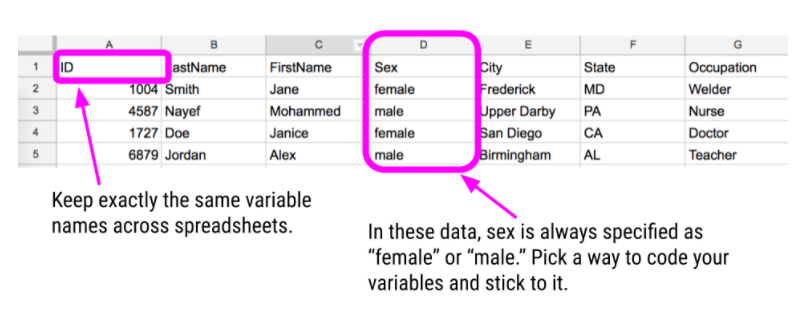 A B C D E F G
1 ID astName FirstName Sex City State Occupation
2 1004 Smith Jane female Frederick MD Welder
3 4587 Nayef Mohammed male Upper Darby PA Nurse
4 1727 Doe Janice female San Diego CA Doctor
5 6879 Jordan Alex male Birmingham AL Teacher
Keep exactly the same variable
names across spreadsheets.
In these data, sex is always specified as
“female” or “male.” Pick a way to code your
variables and stick to it.